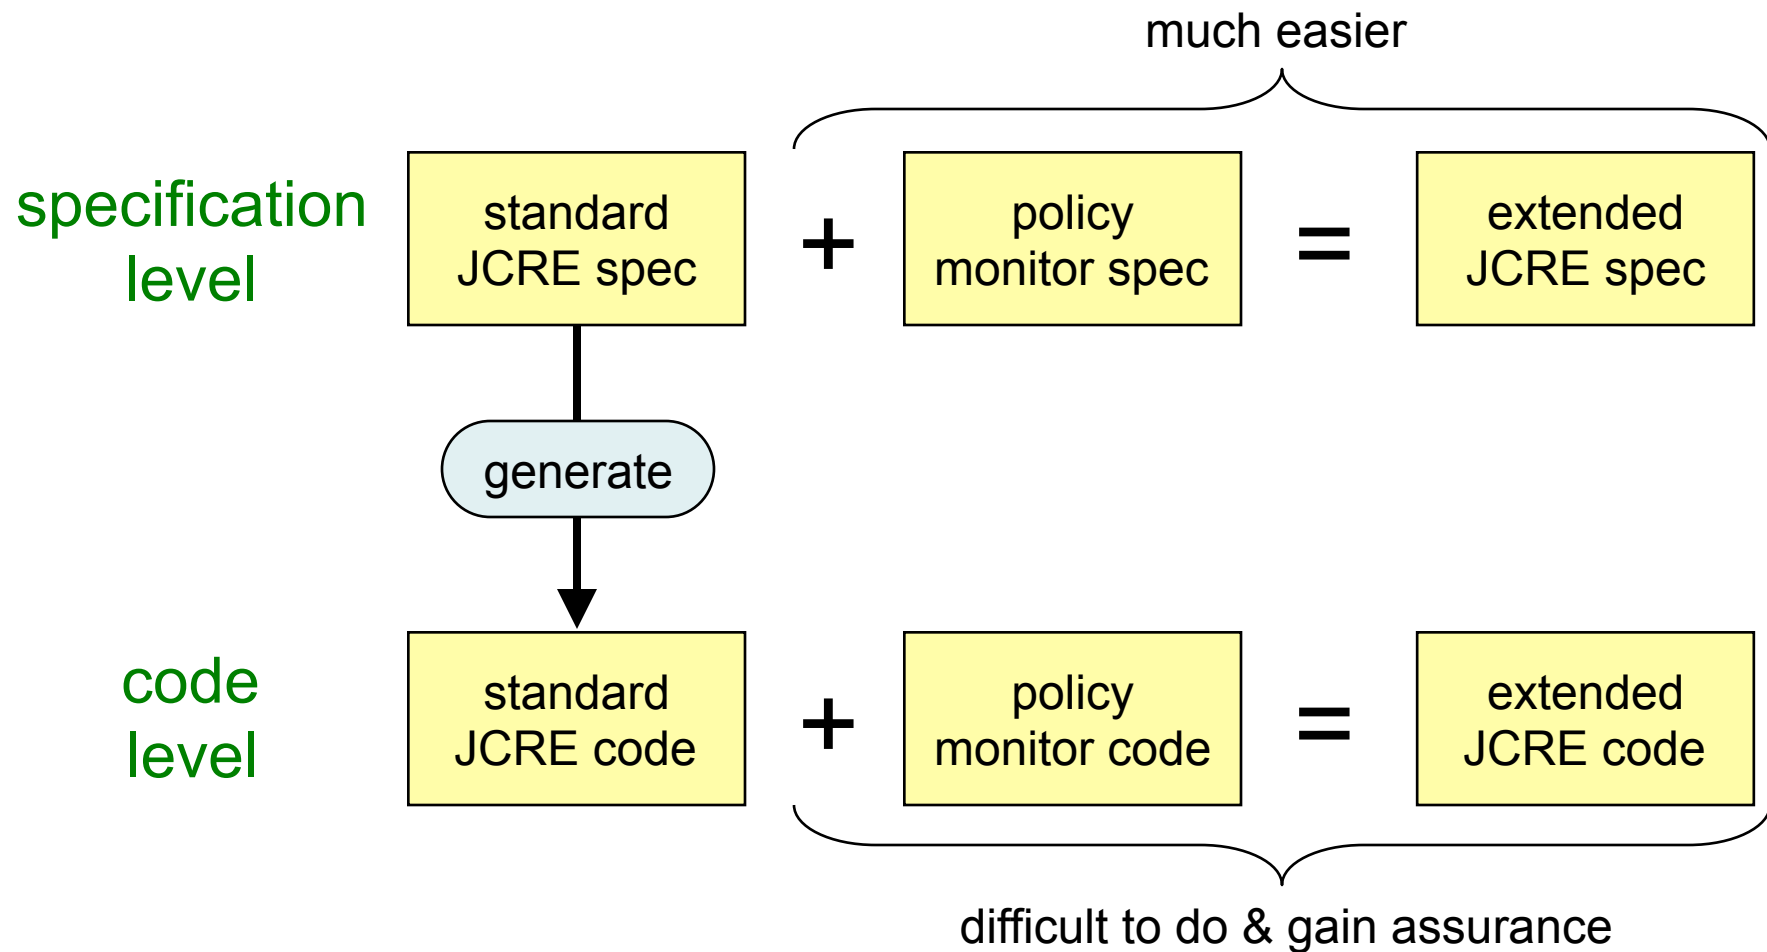 much easier
specification
level
standard
JCRE spec
+
policy
monitor spec
=
extended
JCRE spec
generate
code
level
standard
JCRE code
+
policy
monitor code
=
extended
JCRE code
difficult to do & gain assurance